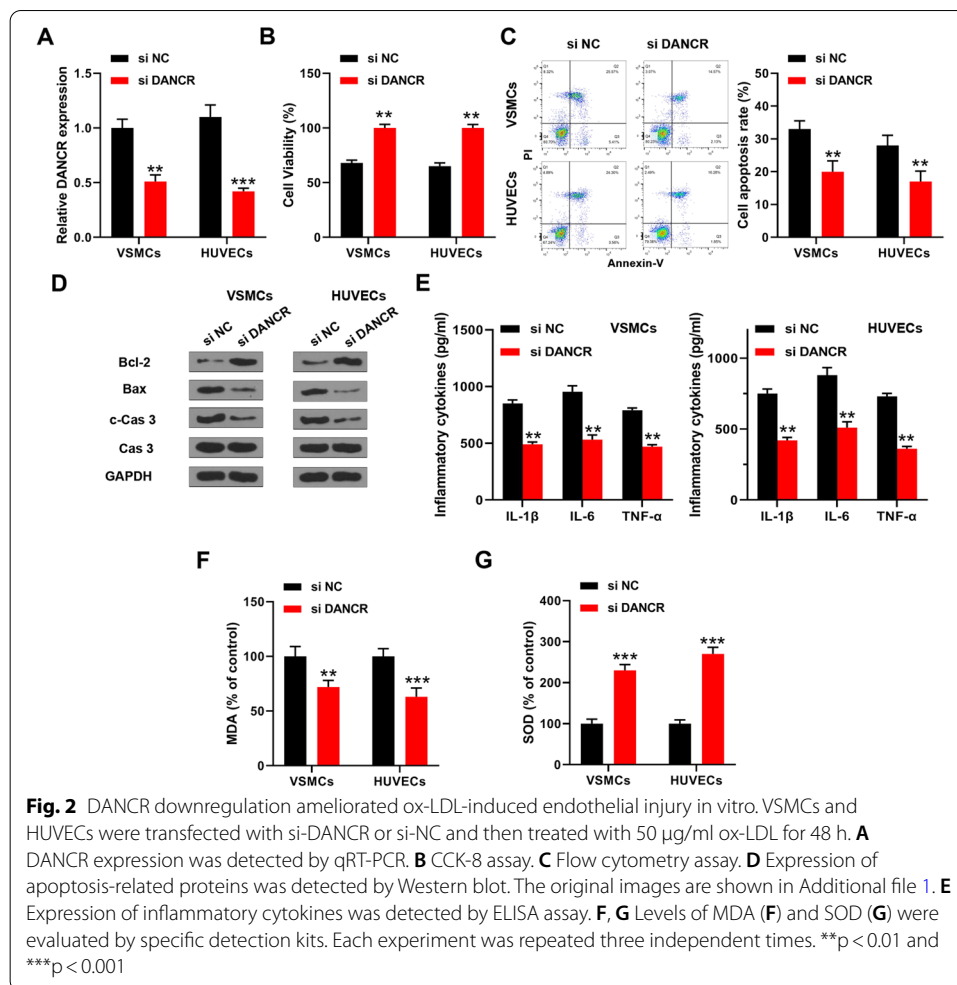 A
si NC
si DANCR
Relative DANCR expression
1.5
1.0
0.5
0.0
**
***
VSMCs
HUVECs
B
si NC
si DANCR
Cell Viability (%)
150
100
50
0
**
**
VSMCs
HUVECs
C
si NC
si DANCR
VSMCs
HUVECs
PI
Annexin-V
si NC
si DANCR
Cell apoptosis rate (%)
50
40
30
20
10
0
**
**
VSMCs
HUVECs
D
VSMCs
HUVECs
si NC
si DANCR
si NC
si DANCR
Bcl-2
Bax
c-Cas 3
Cas 3
GAPDH
E
Inflammatory cytokines (pg/ml)
1500
1000
500
0
si NC
si DANCR
VSMCs
**
**
**
IL-1β
IL-6
TNF-α
Inflammatory cytokines (pg/ml)
1250
1000
750
500
250
0
si NC
si DANCR
HUVECs
**
**
**
IL-1β
IL-6
TNF-α
F
si NC
si DANCR
MDA (% of control)
150
100
50
0
**
***
VSMCs
HUVECs
G
si NC
si DANCR
SOD (% of control)
400
300
200
100
0
***
***
VSMCs
HUVECs
Fig. 2 DANCR downregulation ameliorated ox-LDL-induced endothelial injury in vitro. VSMCs and
HUVECs were transfected with si-DANCR or si-NC and then treated with 50 μg/ml ox-LDL for 48 h. A
DANCR expression was detected by qRT-PCR. B CCK-8 assay. C Flow cytometry assay. D Expression of
apoptosis-related proteins was detected by Western blot. The original images are shown in Additional file 1. E
Expression of inflammatory cytokines was detected by ELISA assay. F, G Levels of MDA (F) and SOD (G) were
evaluated by specific detection kits. Each experiment was repeated three independent times. **p < 0.01 and
***p < 0.001